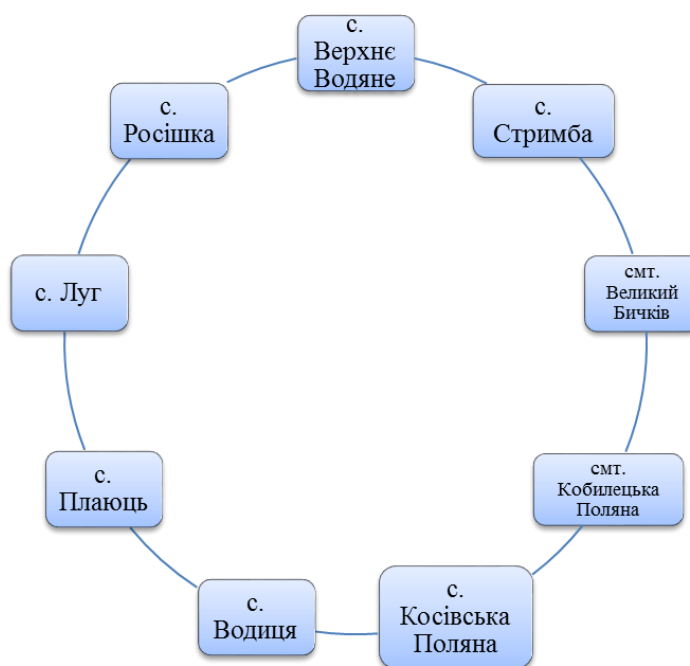 с.
Верхнє
Водяне
с.
Стримба
смт.
Великий
Бичків
смт.
Кобилецька
Поляна
с.
Косівська
Поляна
с.
Водиця
с.
Плаюць
с. Луг
с.
Росішка